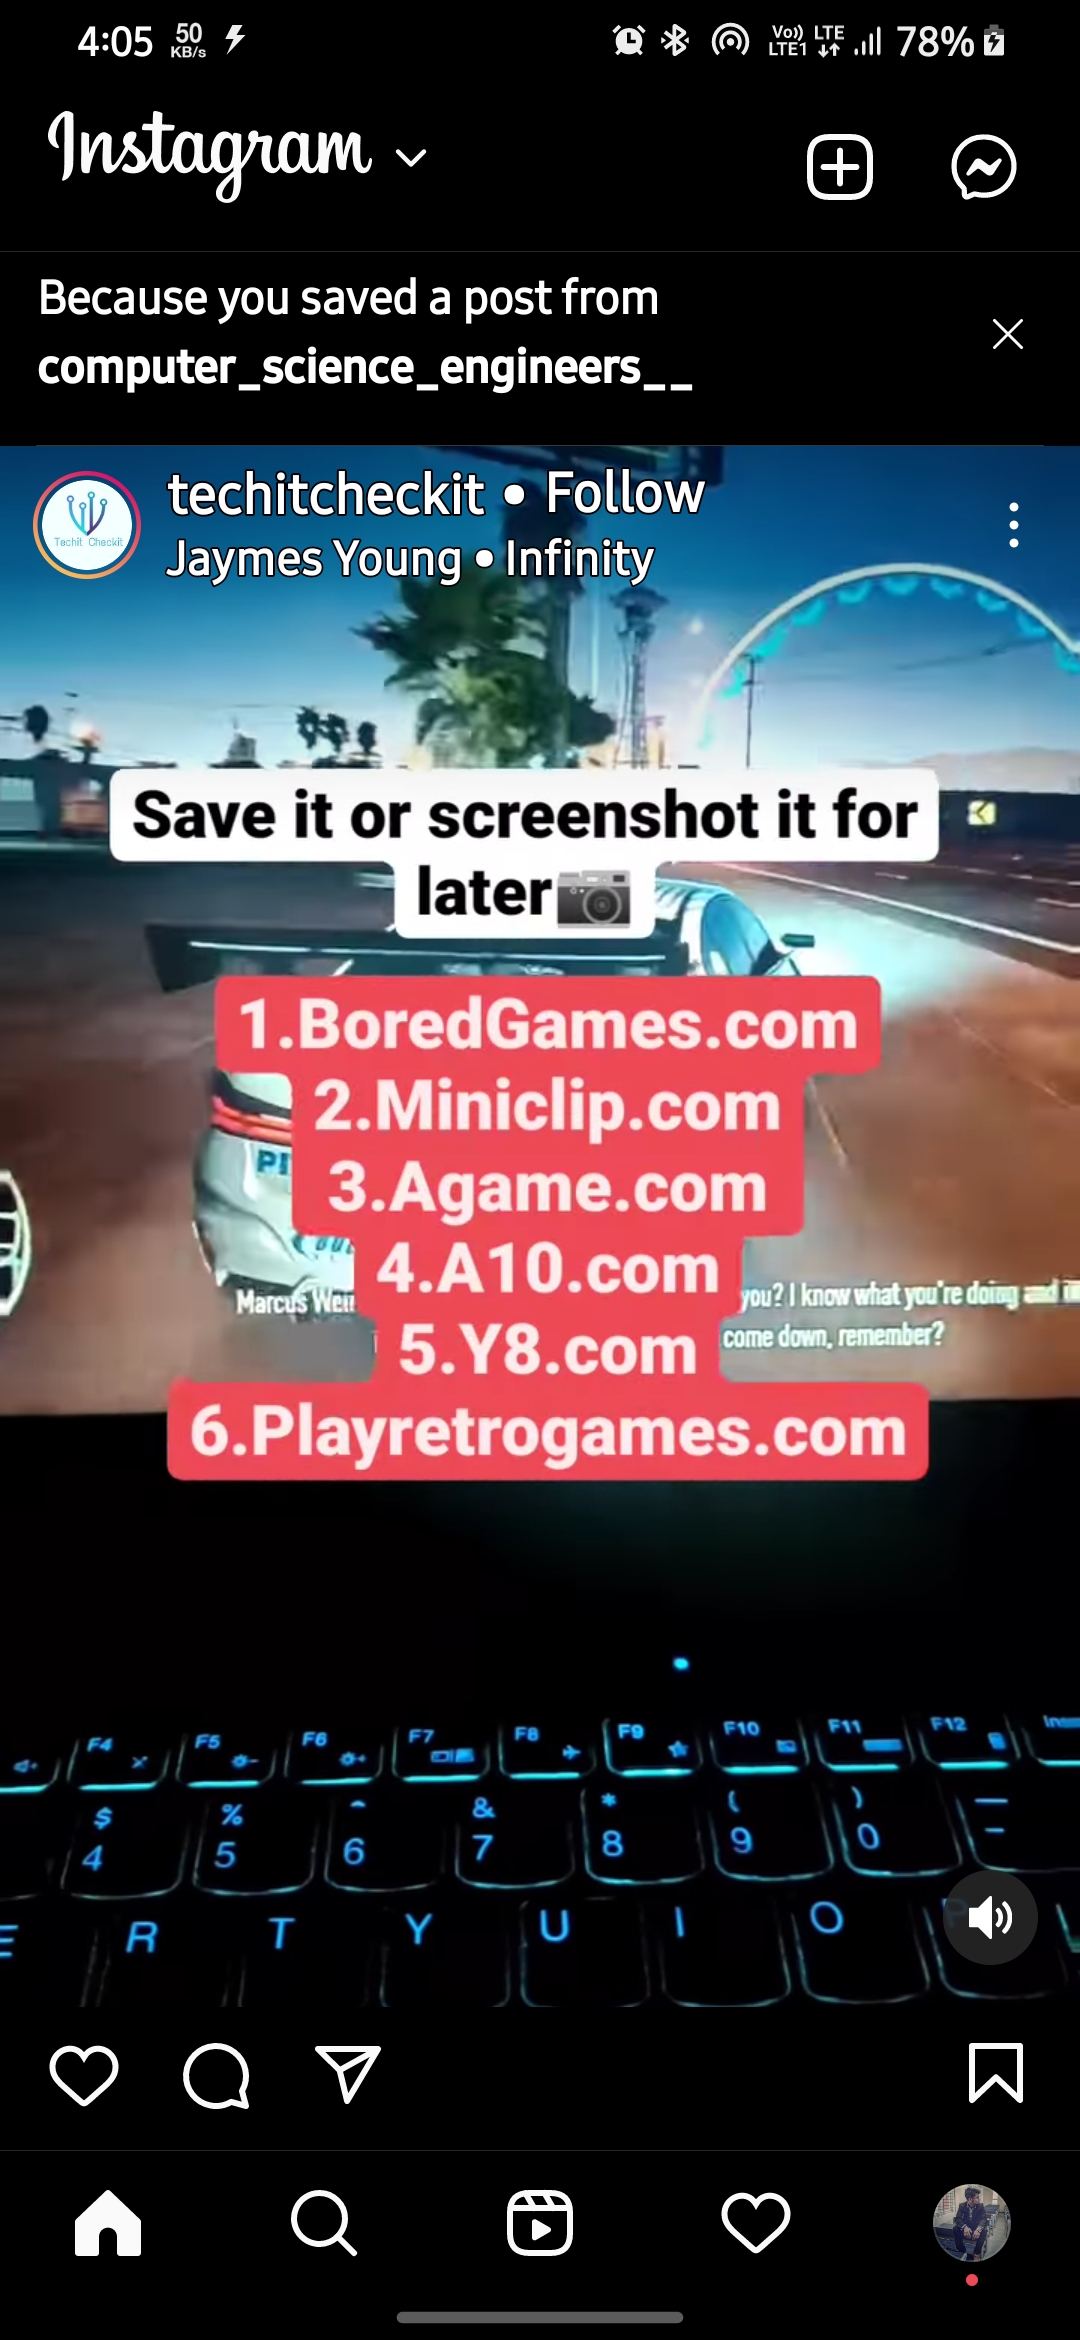 4:05 50 KB/s Vo)) LTE1 LTE 78%
Instagram
Because you saved a post from
computer_science_engineers__
techitcheckit • Follow
Techit Checkit
Jaymes Young • Infinity
Save it or screenshot it for
later
1.BoredGames.com
2.Miniclip.com
3.Agame.com
4.A10.com
Marcus Weir you? I know what you're doing and
5.Y8.com
come down, remember?
6.Playretrogames.com
F4 F5 F6 F7 F8 F9 F10 F11 F12 Ins
$ % ^ & * ( ) —
4 5 6 7 8 9 0 -
E R T Y U I O P